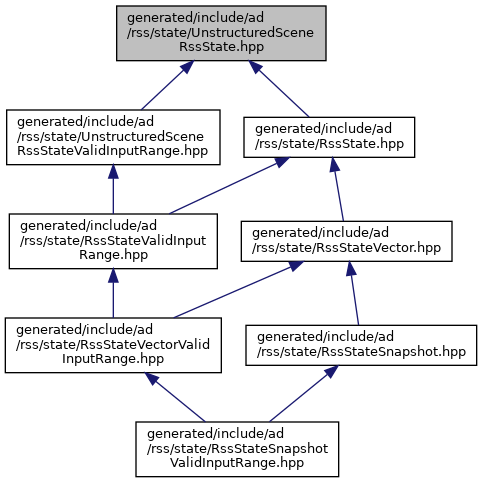 generated/include/ad
/rss/state/UnstructuredScene
RssState.hpp
generated/include/ad
/rss/state/UnstructuredScene
RssStateValidInputRange.hpp
generated/include/ad
/rss/state/RssState.hpp
generated/include/ad
/rss/state/RssStateValidInput
Range.hpp
generated/include/ad
/rss/state/RssStateVector.hpp
generated/include/ad
/rss/state/RssStateVectorValid
InputRange.hpp
generated/include/ad
/rss/state/RssStateSnapshot.hpp
generated/include/ad
/rss/state/RssStateSnapshot
ValidInputRange.hpp